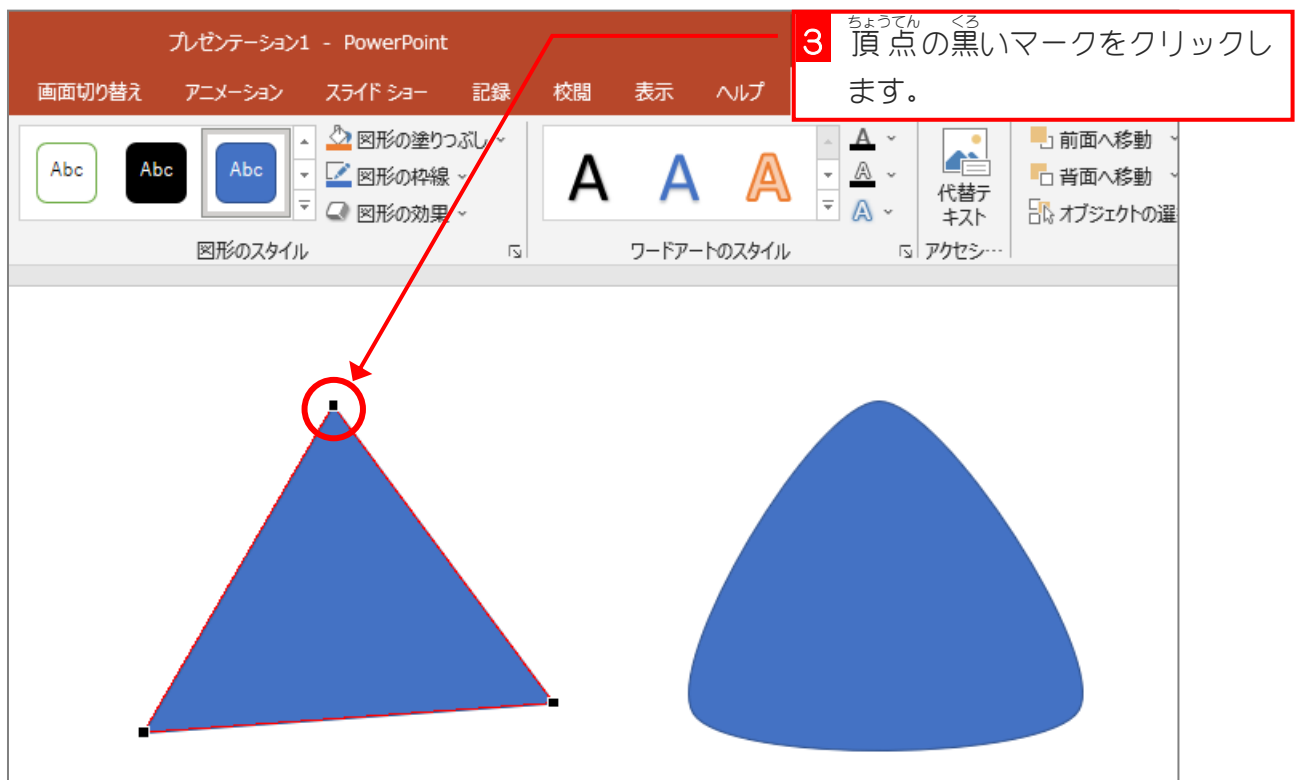 プレゼンテーション1 - PowerPoint
ちょうてん くろ
3 頂点の黒いマークをクリックし
ます。
画面切り替え アニメーション スライド ショー 記録 校閲 表示 ヘルプ
Abc Abc Abc
図形の塗りつぶし
図形の枠線
図形の効果
図形のスタイル
A A A
ワードアートのスタイル
A
A
A
代替テ
キスト
アクセシ…
前面へ移動
背面へ移動
オブジェクトの選